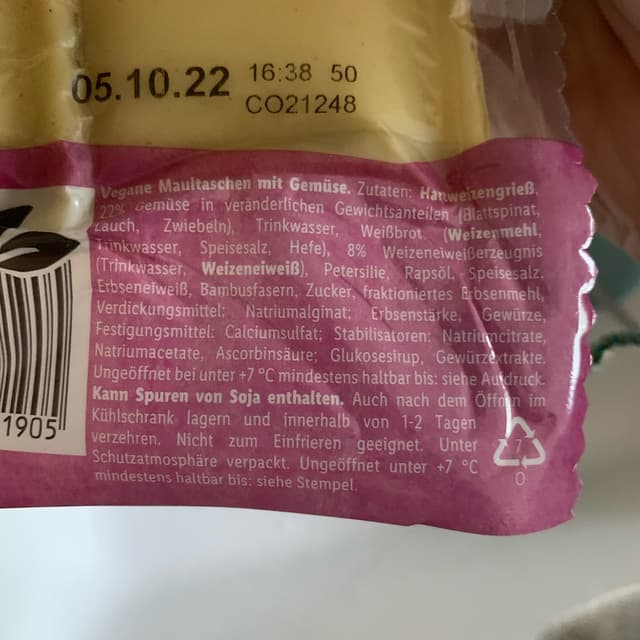 05.10.22 16:38 50
CO21248
Vegane Maultaschen mit Gemüse. Zutaten: Hartweizengrieß,
22% Gemüse in veränderlichen Gewichtsanteilen (Blattspinat,
Lauch, Zwiebeln), Trinkwasser, Weißbrot (Weizenmehl,
Trinkwasser, Speisesalz, Hefe), 8% Weizeneiweißerzeugnis
(Trinkwasser, Weizeneiweiß), Petersilie, Rapsöl, Speisesalz,
Erbseneiweiß, Bambusfasern, Zucker, fraktioniertes Erbsenmehl,
Verdickungsmittel: Natriumalginat; Erbsenstärke, Gewürze,
Festigungsmittel: Calciumsulfat; Stabilisatoren: Natriumcitrate,
Natriumacetate, Ascorbinsäure; Glukosesirup, Gewürzextrakte.
Ungeöffnet bei unter +7 °C mindestens haltbar bis: siehe Aufdruck.
Kann Spuren von Soja enthalten. Auch nach dem Öffnen im
Kühlschrank lagern und innerhalb von 1-2 Tagen
verzehren. Nicht zum Einfrieren geeignet. Unter
Schutzatmosphäre verpackt. Ungeöffnet unter +7 °C
mindestens haltbar bis: siehe Stempel.
1905
7
O